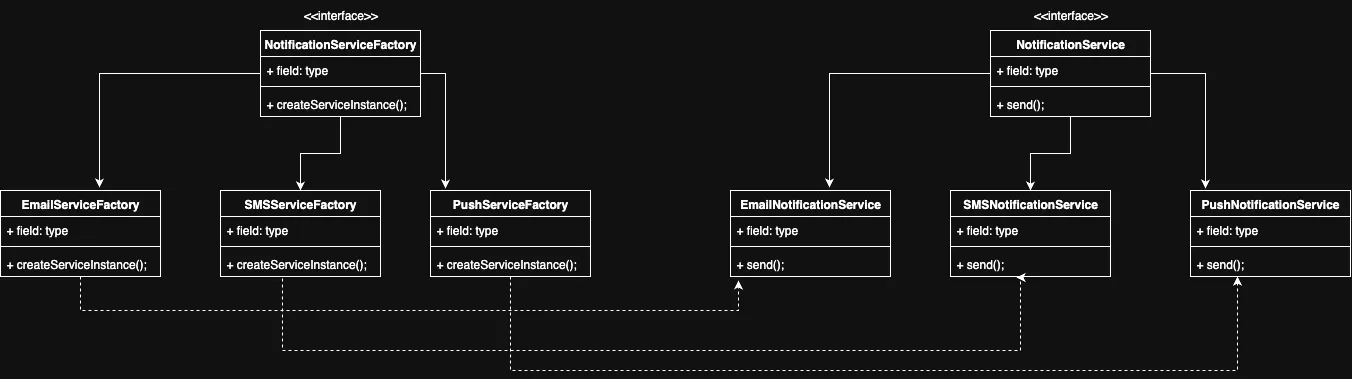 <<interface>>
NotificationServiceFactory
+ field: type
+ createServiceInstance();
<<interface>>
NotificationService
+ field: type
+ send();
EmailServiceFactory
+ field: type
+ createServiceInstance();
SMSServiceFactory
+ field: type
+ createServiceInstance();
PushServiceFactory
+ field: type
+ createServiceInstance();
EmailNotificationService
+ field: type
+ send();
SMSNotificationService
+ field: type
+ send();
PushNotificationService
+ field: type
+ send();